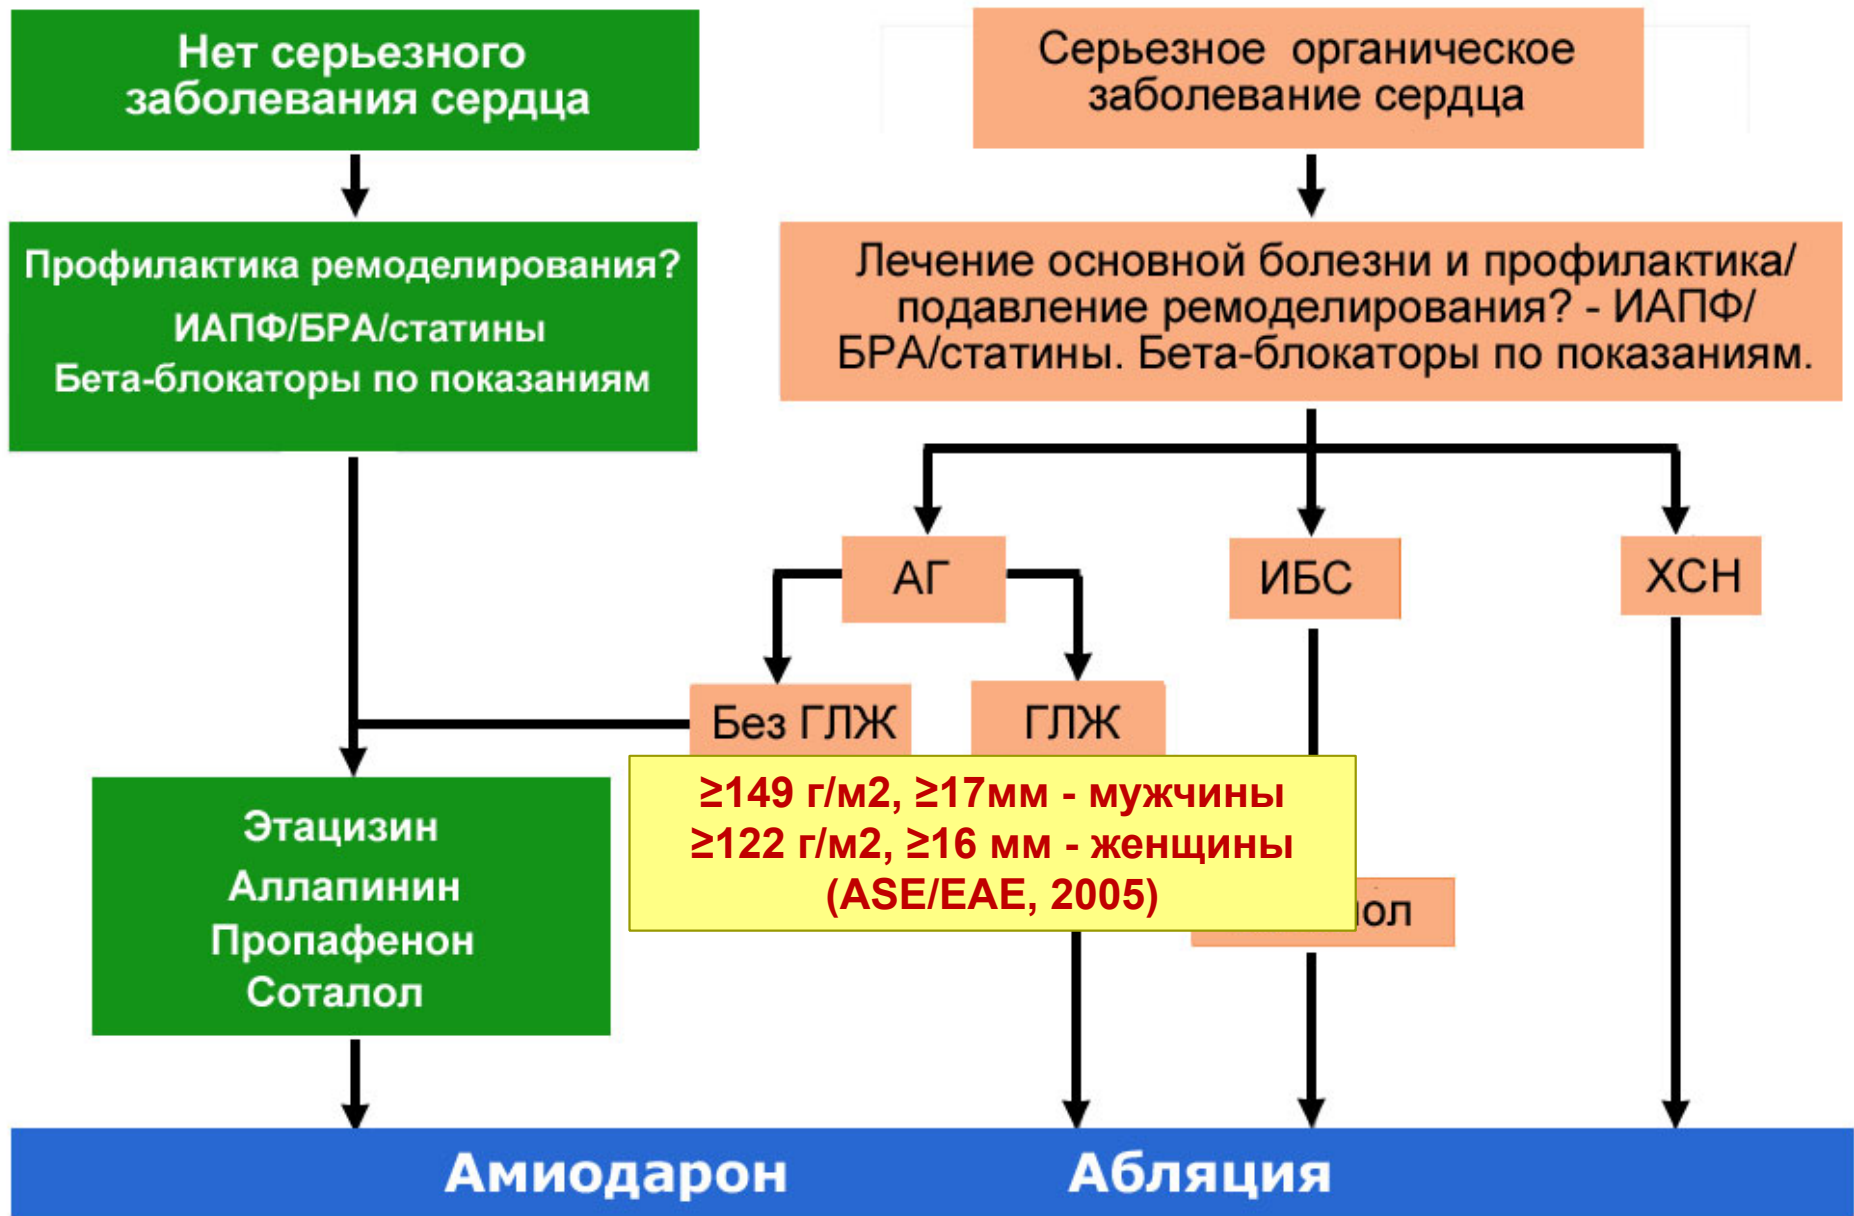 Нет серьезного
заболевания сердца
Серьезное органическое
заболевание сердца
Профилактика ремоделирования?
ИАПФ/БРА/статины
Бета-блокаторы по показаниям
Лечение основной болезни и профилактика/
подавление ремоделирования? - ИАПФ/
БРА/статины. Бета-блокаторы по показаниям.
АГ
ИБС
ХСН
Без ГЛЖ
ГЛЖ
≥149 г/м2, ≥17мм - мужчины
≥122 г/м2, ≥16 мм - женщины
(ASE/EAE, 2005)
Этацизин
Аллапинин
Пропафенон
Соталол
Амиодарон
Абляция